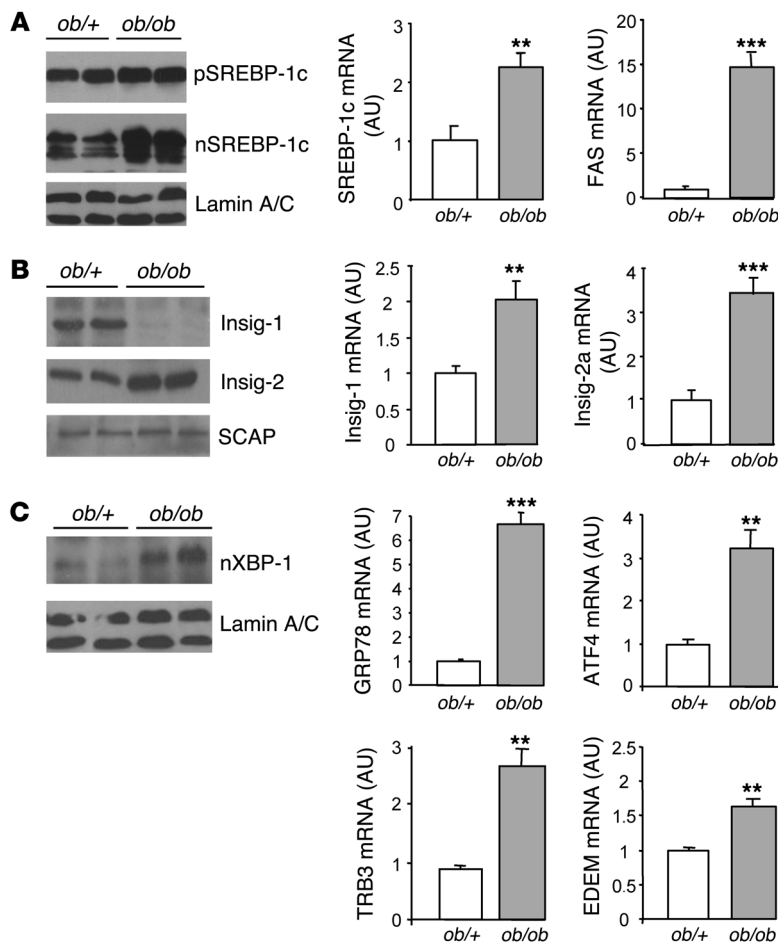 A
ob/+ ob/ob
pSREBP-1c
nSREBP-1c
Lamin A/C
SREBP-1c mRNA
(AU)
3
2
1
0
**
ob/+ ob/ob
FAS mRNA (AU)
20
15
10
5
0
***
ob/+ ob/ob
B
ob/+ ob/ob
Insig-1
Insig-2
SCAP
Insig-1 mRNA (AU)
2.5
2
1.5
1
0.5
0
**
ob/+ ob/ob
Insig-2a mRNA
(AU)
4
3
2
1
0
***
ob/+ ob/ob
C
ob/+ ob/ob
nXBP-1
Lamin A/C
GRP78 mRNA (AU)
7
6
5
4
3
2
1
0
***
ob/+ ob/ob
ATF4 mRNA (AU)
4
3
2
1
0
**
ob/+ ob/ob
TRB3 mRNA (AU)
3
2
1
0
**
ob/+ ob/ob
EDEM mRNA (AU)
2.5
2
1.5
1
0.5
0
**
ob/+ ob/ob